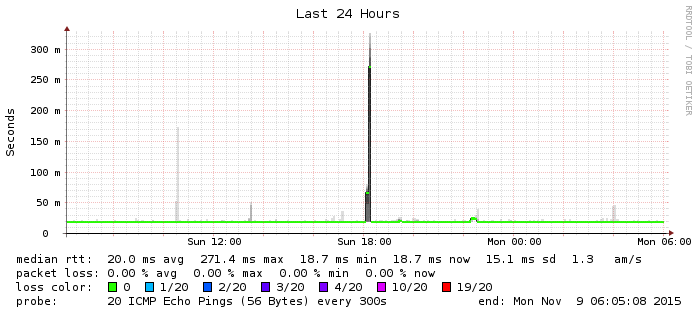 Last 24 Hours
RRDTOOL / TOBI OETIKER
Seconds
300 m
250 m
200 m
150 m
100 m
50 m
0
Sun 12:00 Sun 18:00 Mon 00:00 Mon 06:00
median rtt: 20.0 ms avg 271.4 ms max 18.7 ms min 18.7 ms now 15.1 ms sd 1.3 am/s
packet loss: 0.00 % avg 0.00 % max 0.00 % min 0.00 % now
loss color: 0 1/20 2/20 3/20 4/20 10/20 19/20
probe: 20 ICMP Echo Pings (56 Bytes) every 300s end: Mon Nov 9 06:05:08 2015